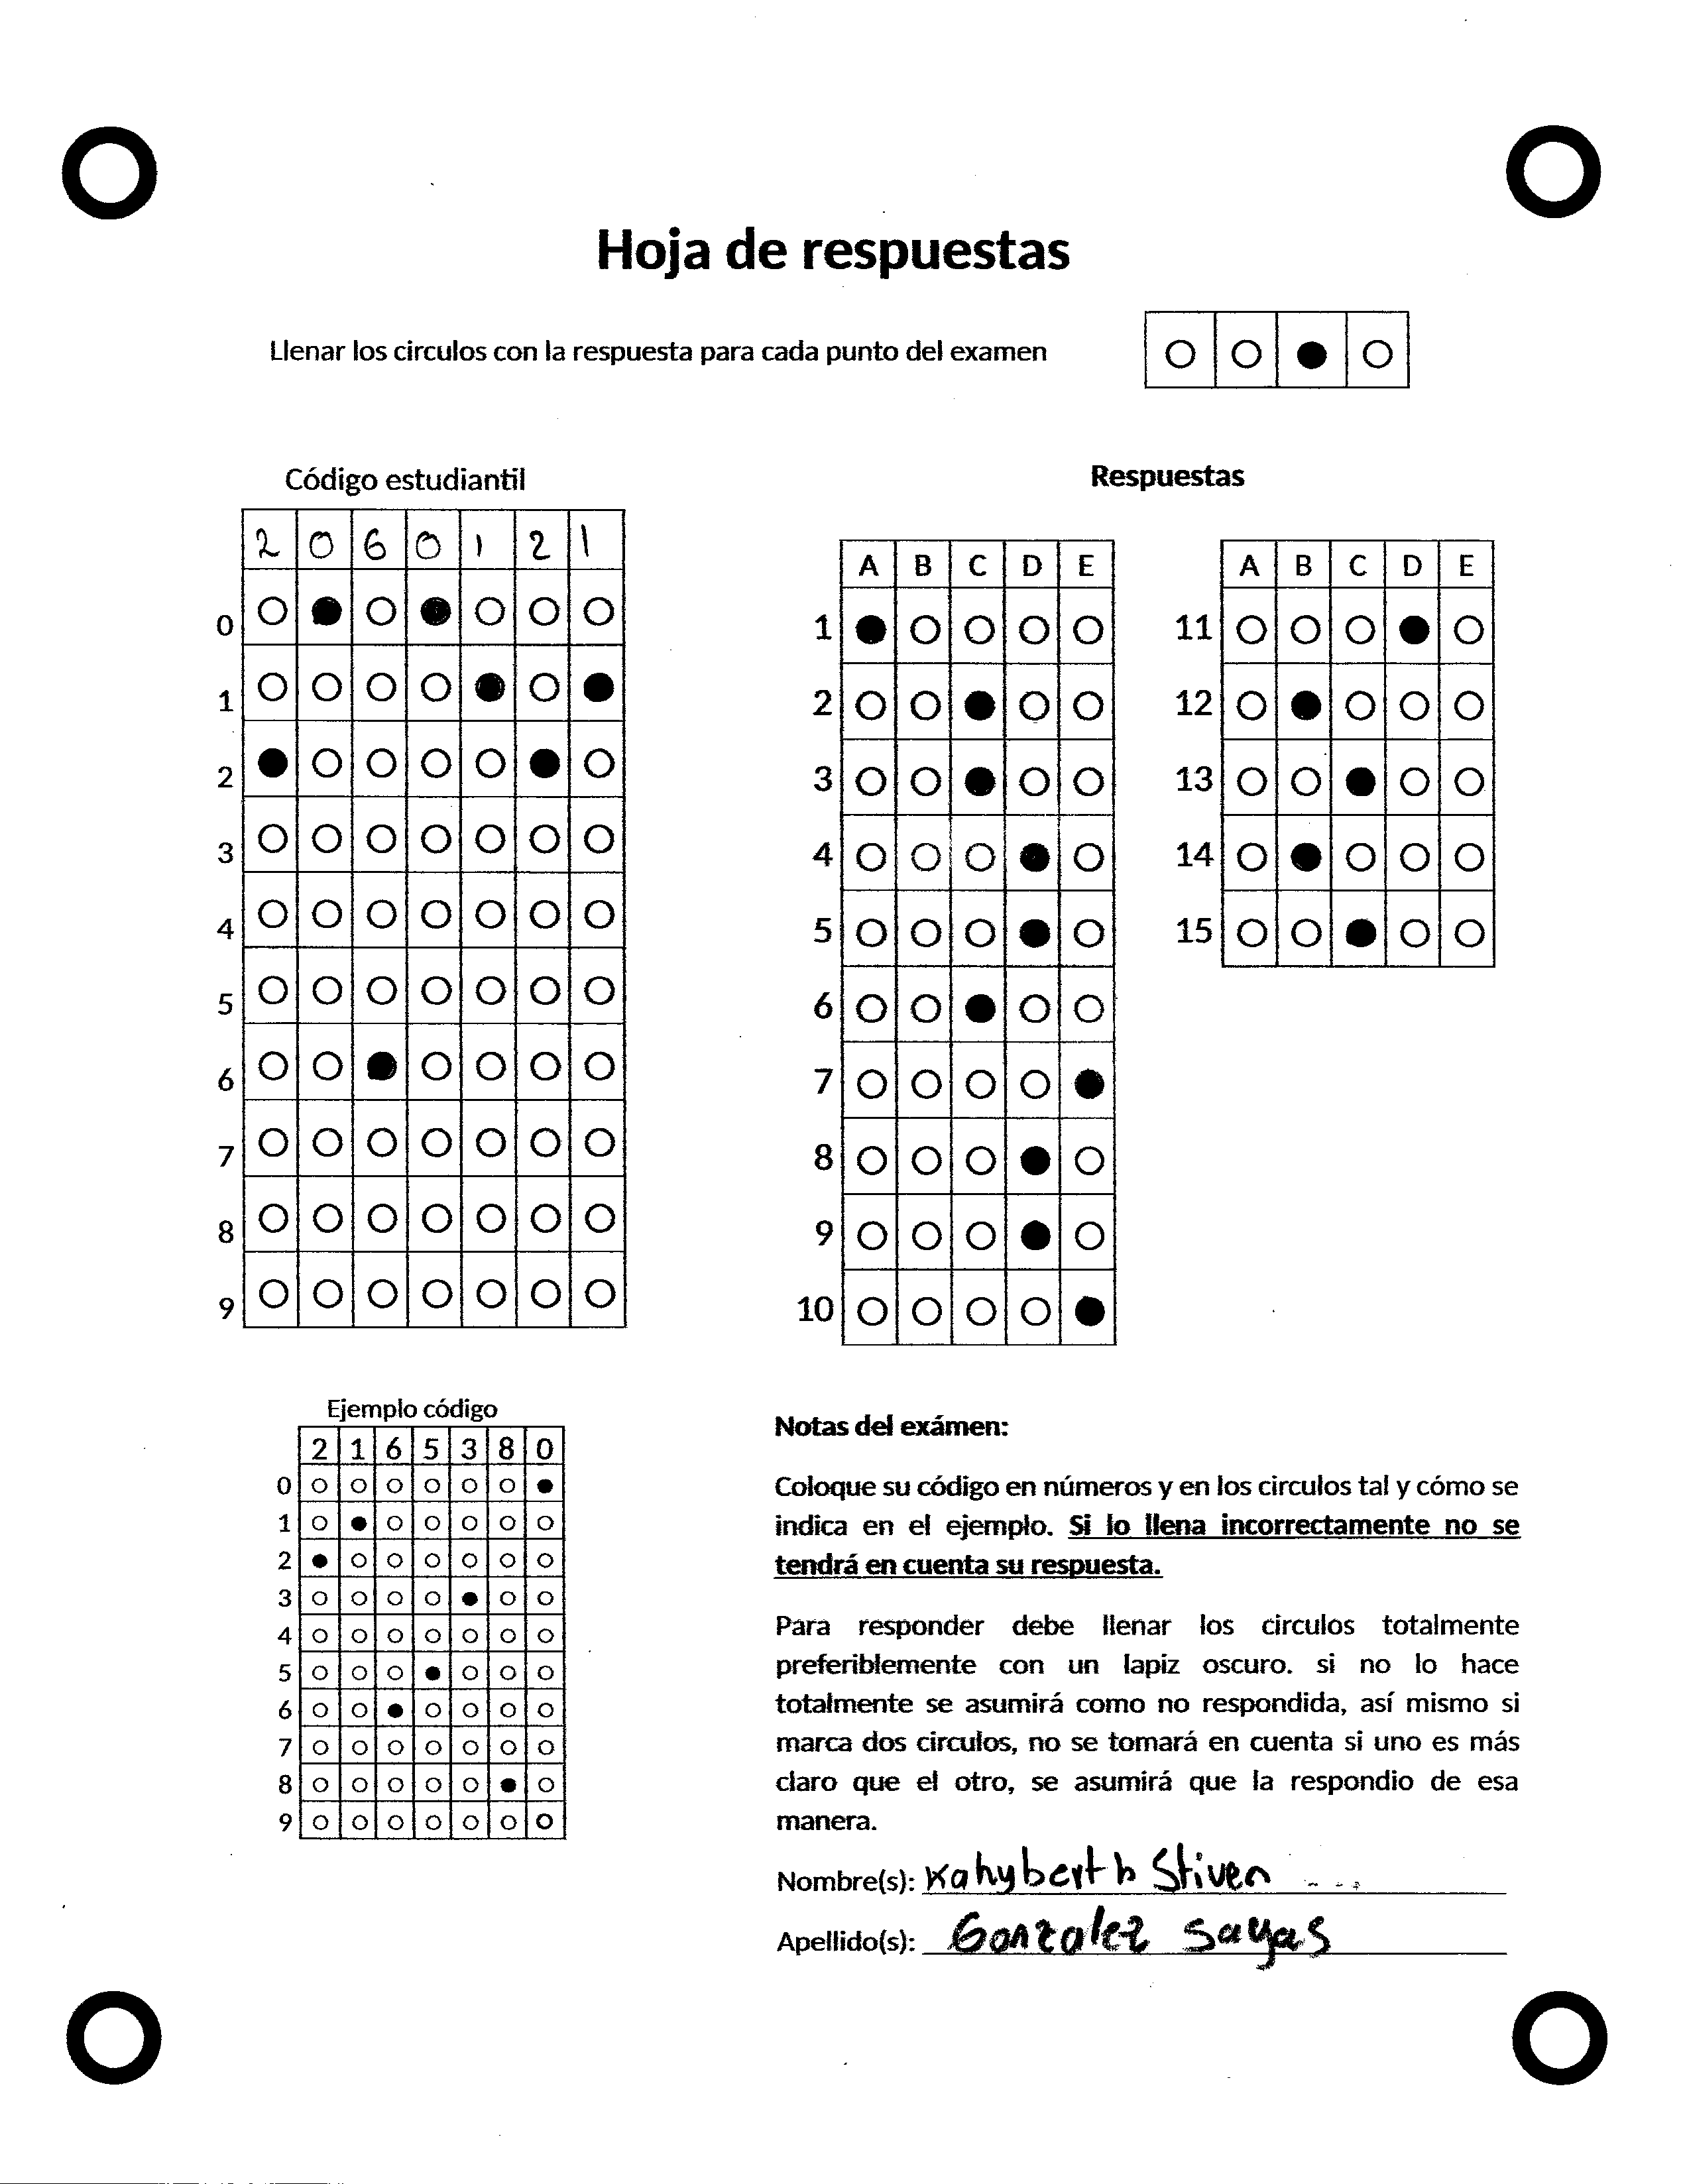 Hoja de respuestas
Llenar los circulos con la respuesta para cada punto del examen
Código estudiantil
2 0 6 0 1 2 1
0
1
2
3
4
5
6
7
8
9
Respuestas
A B C D E
1
2
3
4
5
6
7
8
9
10
A B C D E
11
12
13
14
15
Ejemplo código
2 1 6 5 3 8 0
0
1
2
3
4
5
6
7
8
9
Notas del exámen:
Coloque su código en números y en los circulos tal y cómo se
indica en el ejemplo. Si lo llena incorrectamente no se
tendrá en cuenta su respuesta.
Para responder debe llenar los circulos totalmente
preferiblemente con un lapiz oscuro. si no lo hace
totalmente se asumirá como no respondida, así mismo si
marca dos circulos, no se tomará en cuenta si uno es más
claro que el otro, se asumirá que la respondio de esa
manera.
Nombre(s): Kahyberth Stiven
Apellido(s): Gonzalez Sayas